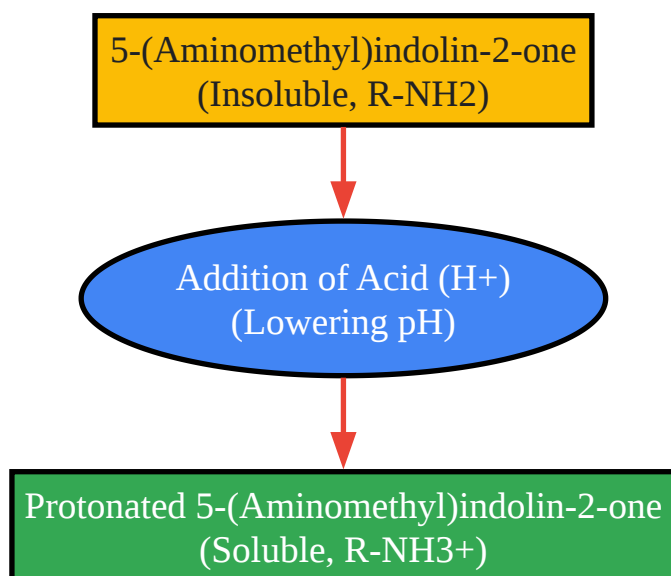 5-(Aminomethyl)indolin-2-one
(Insoluble, R-NH2)
Addition of Acid (H+)
(Lowering pH)
Protonated 5-(Aminomethyl)indolin-2-one
(Soluble, R-NH3+)